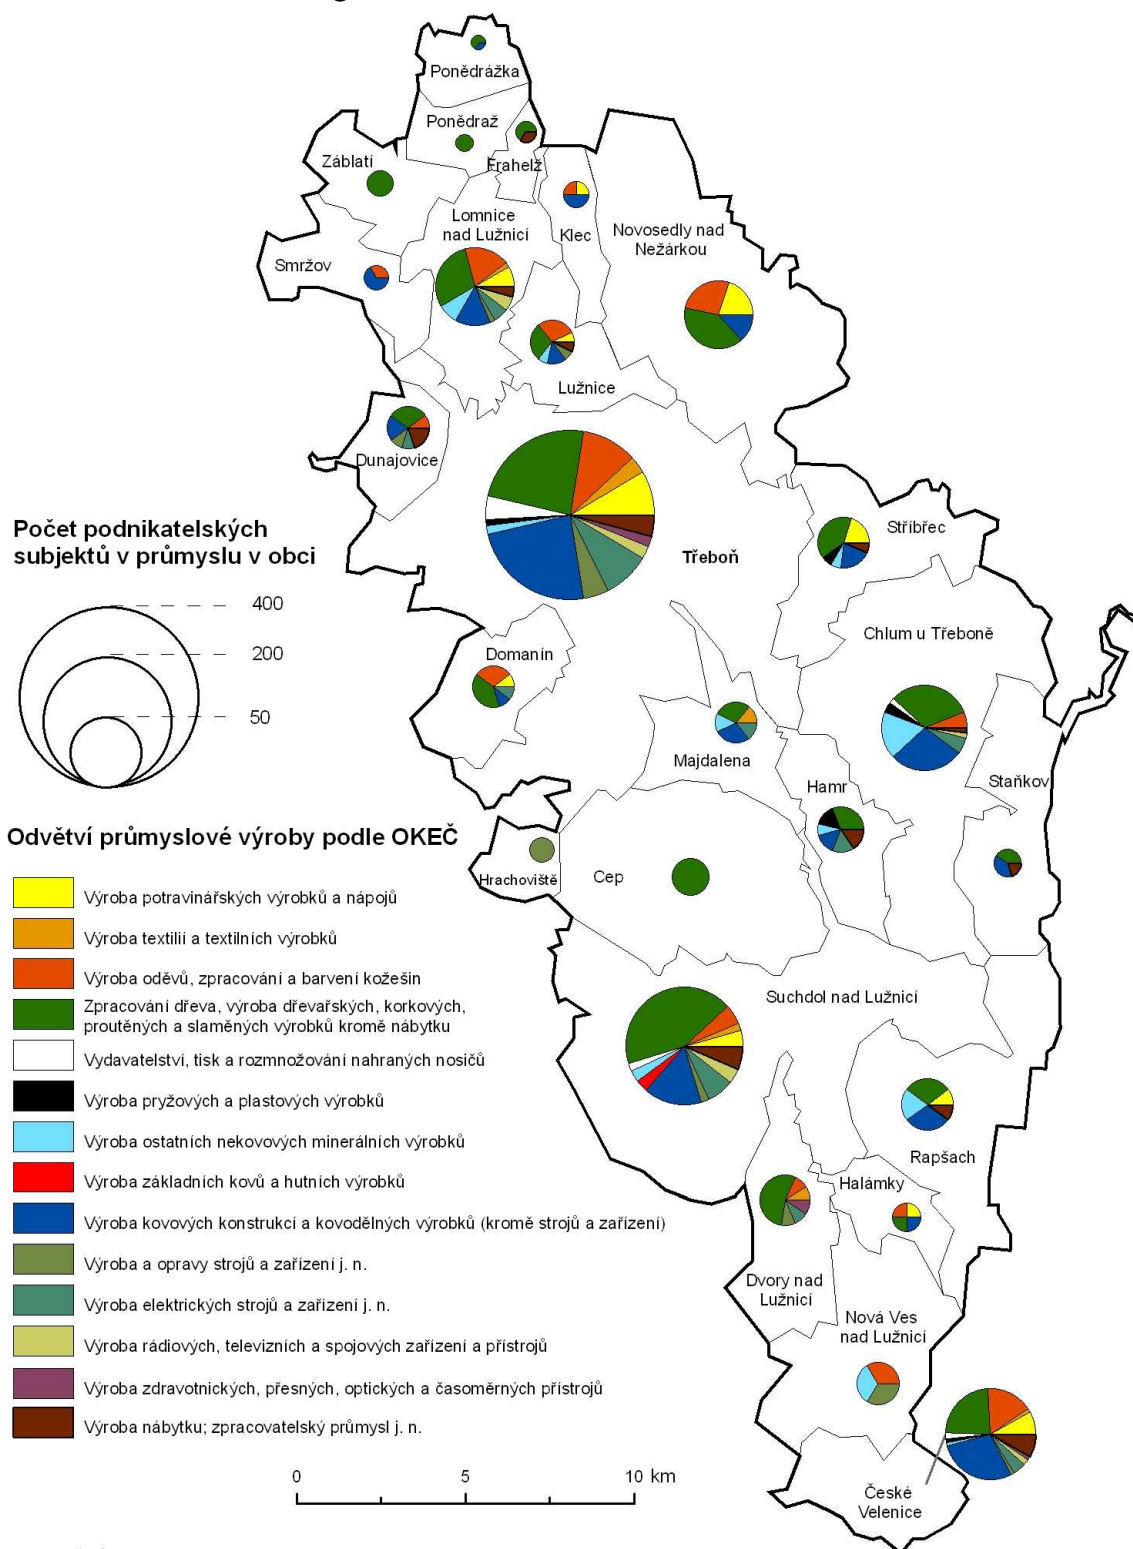 Ponědrážka
Ponědraž
Frahelž
Záblatí
Lomnice
nad Lužnicí
Klec
Novosedly nad
Nežárkou
Smržov
Lužnice
Dunajovice
Počet podnikatelských
subjektů v průmyslu v obci
400
200
50
Třeboň
Stříbřec
Chlum u Třeboně
Domanín
Majdalena
Hamr
Staňkov
Hrachoviště
Cep
Odvětví průmyslové výroby podle OKEČ
Výroba potravinářských výrobků a nápojů
Výroba textilií a textilních výrobků
Výroba oděvů, zpracování a barvení kožešin
Zpracování dřeva, výroba dřevařských, korkových,
proutěných a slaměných výrobků kromě nábytku
Vydavatelství, tisk a rozmnožování nahraných nosičů
Výroba pryžových a plastových výrobků
Výroba ostatních nekovových minerálních výrobků
Výroba základních kovů a hutních výrobků
Výroba kovových konstrukcí a kovodělných výrobků (kromě strojů a zařízení)
Výroba a opravy strojů a zařízení j. n.
Výroba elektrických strojů a zařízení j. n.
Výroba rádiových, televizních a spojových zařízení a přístrojů
Výroba zdravotnických, přesných, optických a časoměrných přístrojů
Výroba nábytku; zpracovatelský průmysl j. n.
Suchdol nad Lužnicí
Rapšach
Halámky
Dvory nad
Lužnicí
Nová Ves
nad Lužnicí
České
Velenice
0 5 10 km